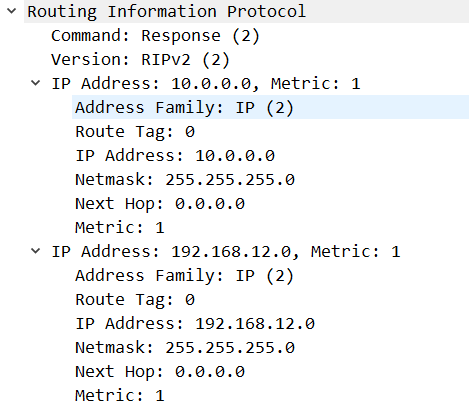 Routing Information Protocol
Command: Response (2)
Version: RIPv2 (2)
IP Address: 10.0.0.0, Metric: 1
Address Family: IP (2)
Route Tag: 0
IP Address: 10.0.0.0
Netmask: 255.255.255.0
Next Hop: 0.0.0.0
Metric: 1
IP Address: 192.168.12.0, Metric: 1
Address Family: IP (2)
Route Tag: 0
IP Address: 192.168.12.0
Netmask: 255.255.255.0
Next Hop: 0.0.0.0
Metric: 1